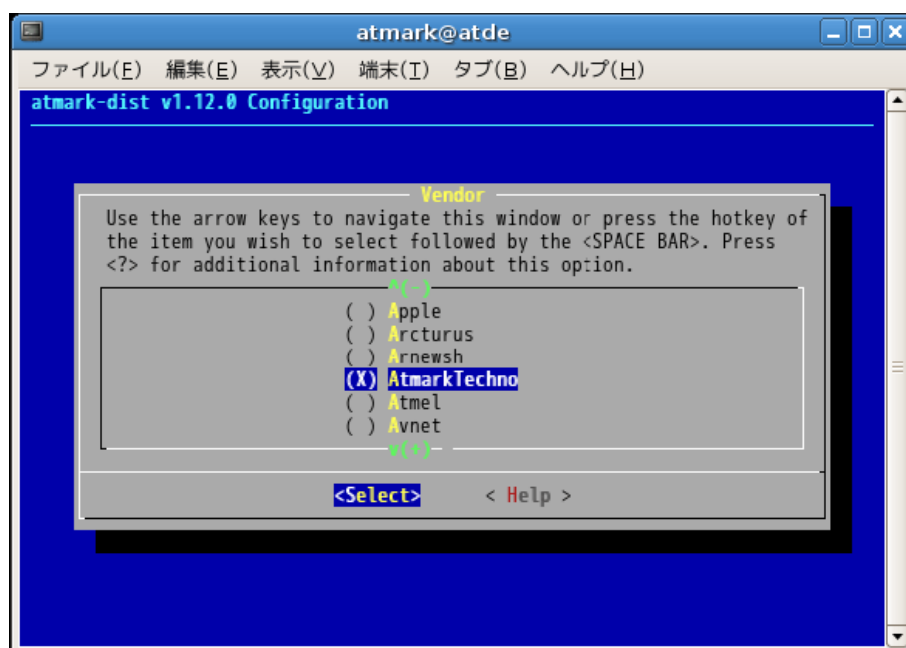 atmark@atde
ファイル(F) 編集(E) 表示(V) 端末(T) タブ(B) ヘルプ(H)
atmark-dist v1.12.0 Configuration
Vendor
Use the arrow keys to navigate this window or press the hotkey of
the item you wish to select followed by the <SPACE BAR>. Press
<?> for additional information about this option.
^(-)
( ) Apple
( ) Arcturus
( ) Arnewsh
(X) AtmarkTechno
( ) Atmel
( ) Avnet
v(+)
<Select> < Help >